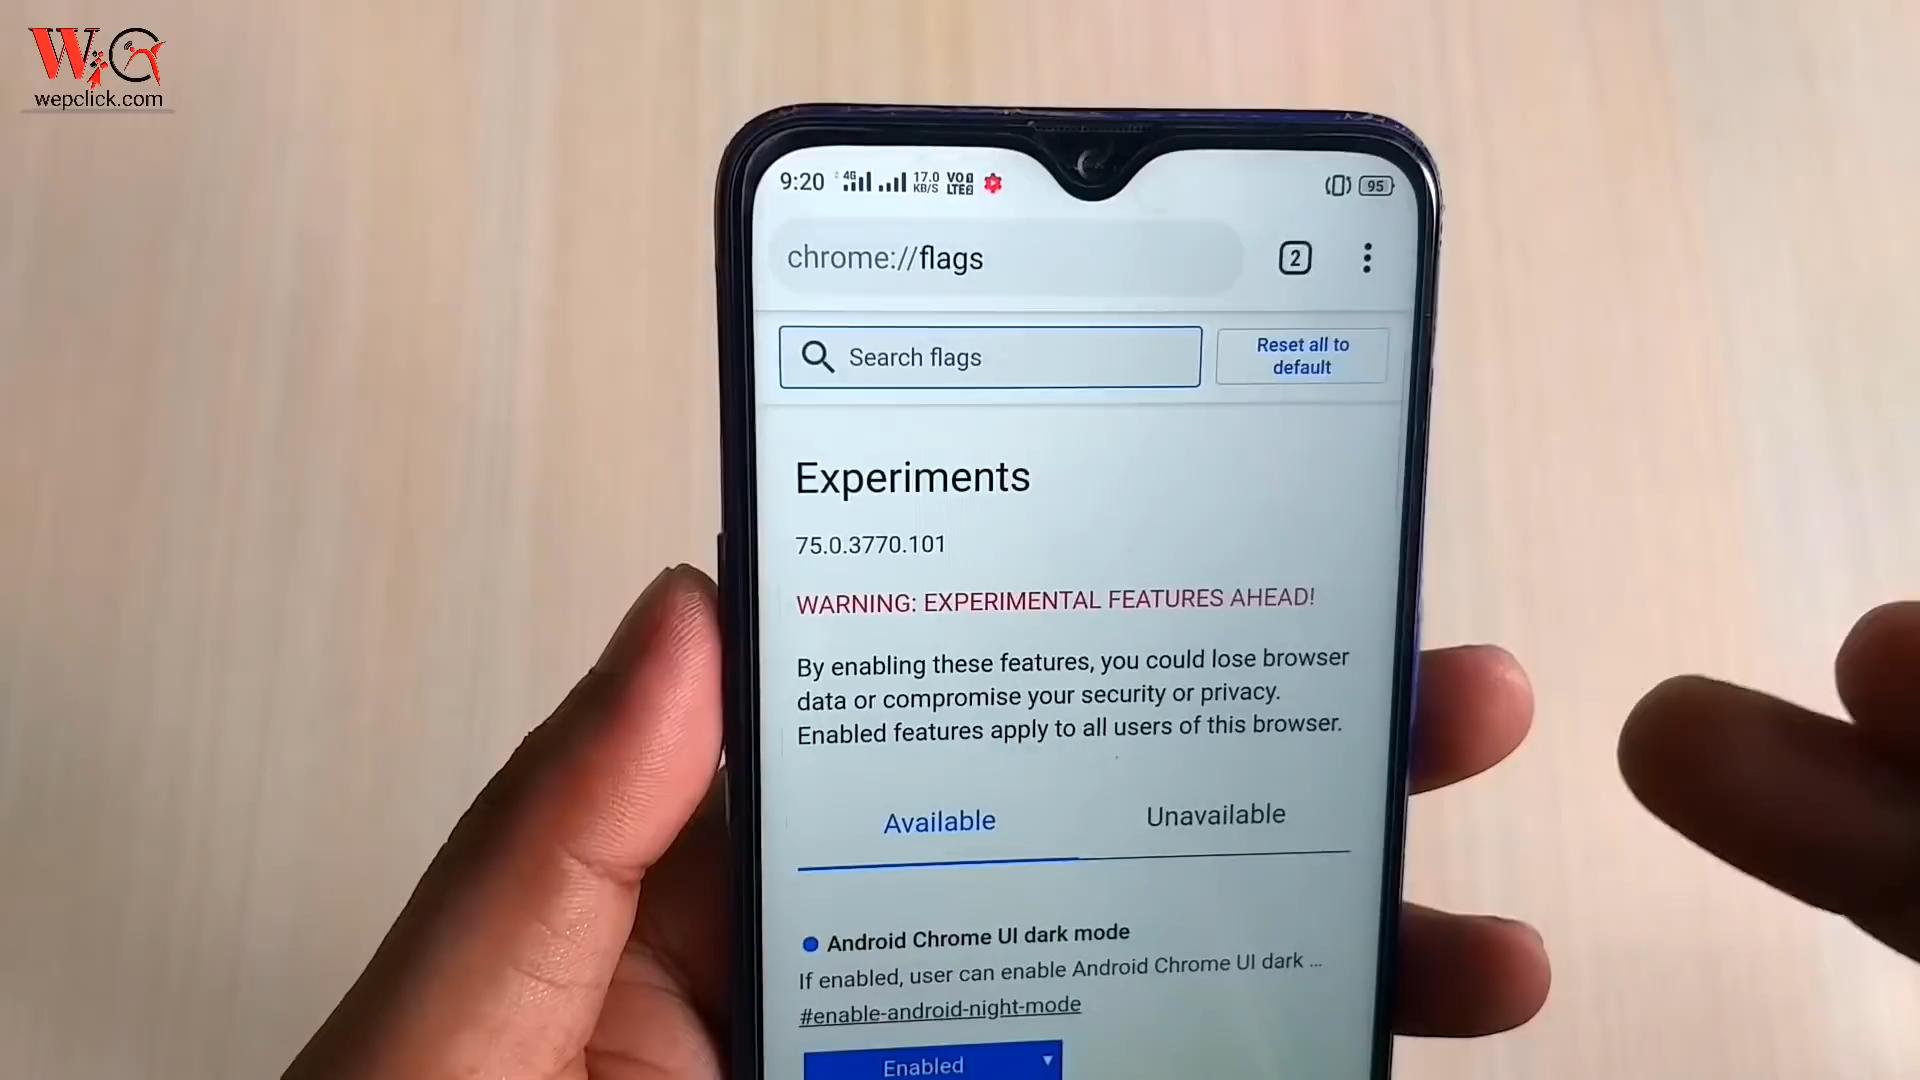 W
wepclick.com
9:20 4G 17.0 KB/S VO LTE 2 95
chrome://flags 2
Search flags
Reset all to
default
Experiments
75.0.3770.101
WARNING: EXPERIMENTAL FEATURES AHEAD!
By enabling these features, you could lose browser
data or compromise your security or privacy.
Enabled features apply to all users of this browser.
Available Unavailable
Android Chrome UI dark mode
If enabled, user can enable Android Chrome UI dark ...
#enable-android-night-mode
Enabled